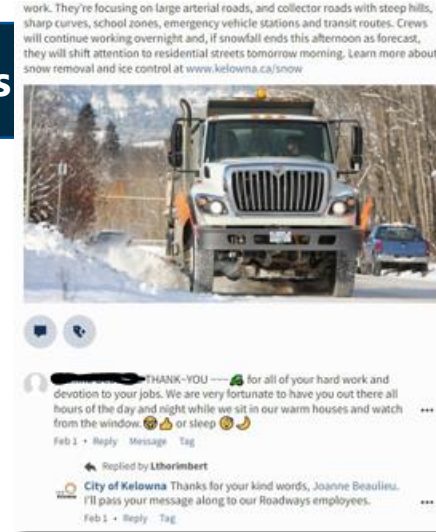 work. They're focusing on large arterial roads, and collector roads with steep hills,
sharp curves, school zones, emergency vehicle stations and transit routes. Crews
will continue working overnight and, if snowfall ends this afternoon as forecast,
they will shift attention to residential streets tomorrow morning. Learn more about
snow removal and ice control at www.kelowna.ca/snow
s
THANK-YOU --- 🚜 for all of your hard work and
devotion to your jobs. We are very fortunate to have you out there all
hours of the day and night while we sit in our warm houses and watch
from the window. 👍 or sleep 🌙
Feb 1 • Reply Message Tag
Replied by Lthorimbert
City of Kelowna Thanks for your kind words, Joanne Beaulieu.
I'll pass your message along to our Roadways employees.
Feb 1 • Reply Tag